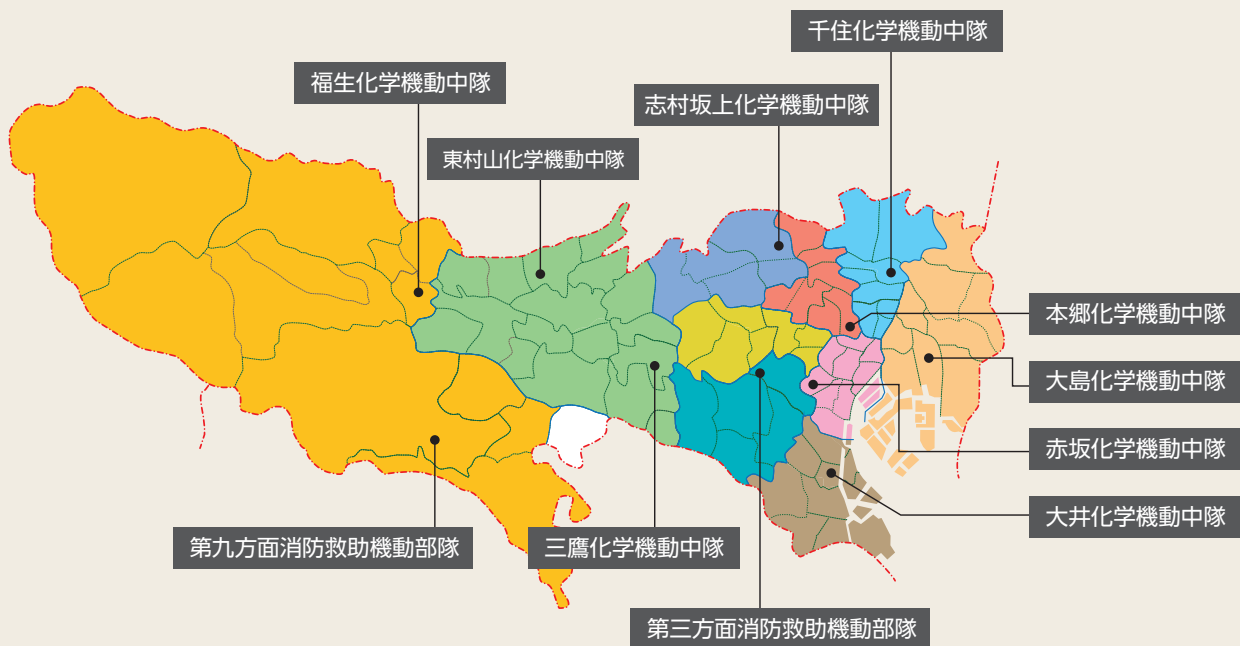 千住化学機動中隊
福生化学機動中隊
志村坂上化学機動中隊
東村山化学機動中隊
本郷化学機動中隊
大島化学機動中隊
赤坂化学機動中隊
大井化学機動中隊
第九方面消防救助機動部隊
三鷹化学機動中隊
第三方面消防救助機動部隊